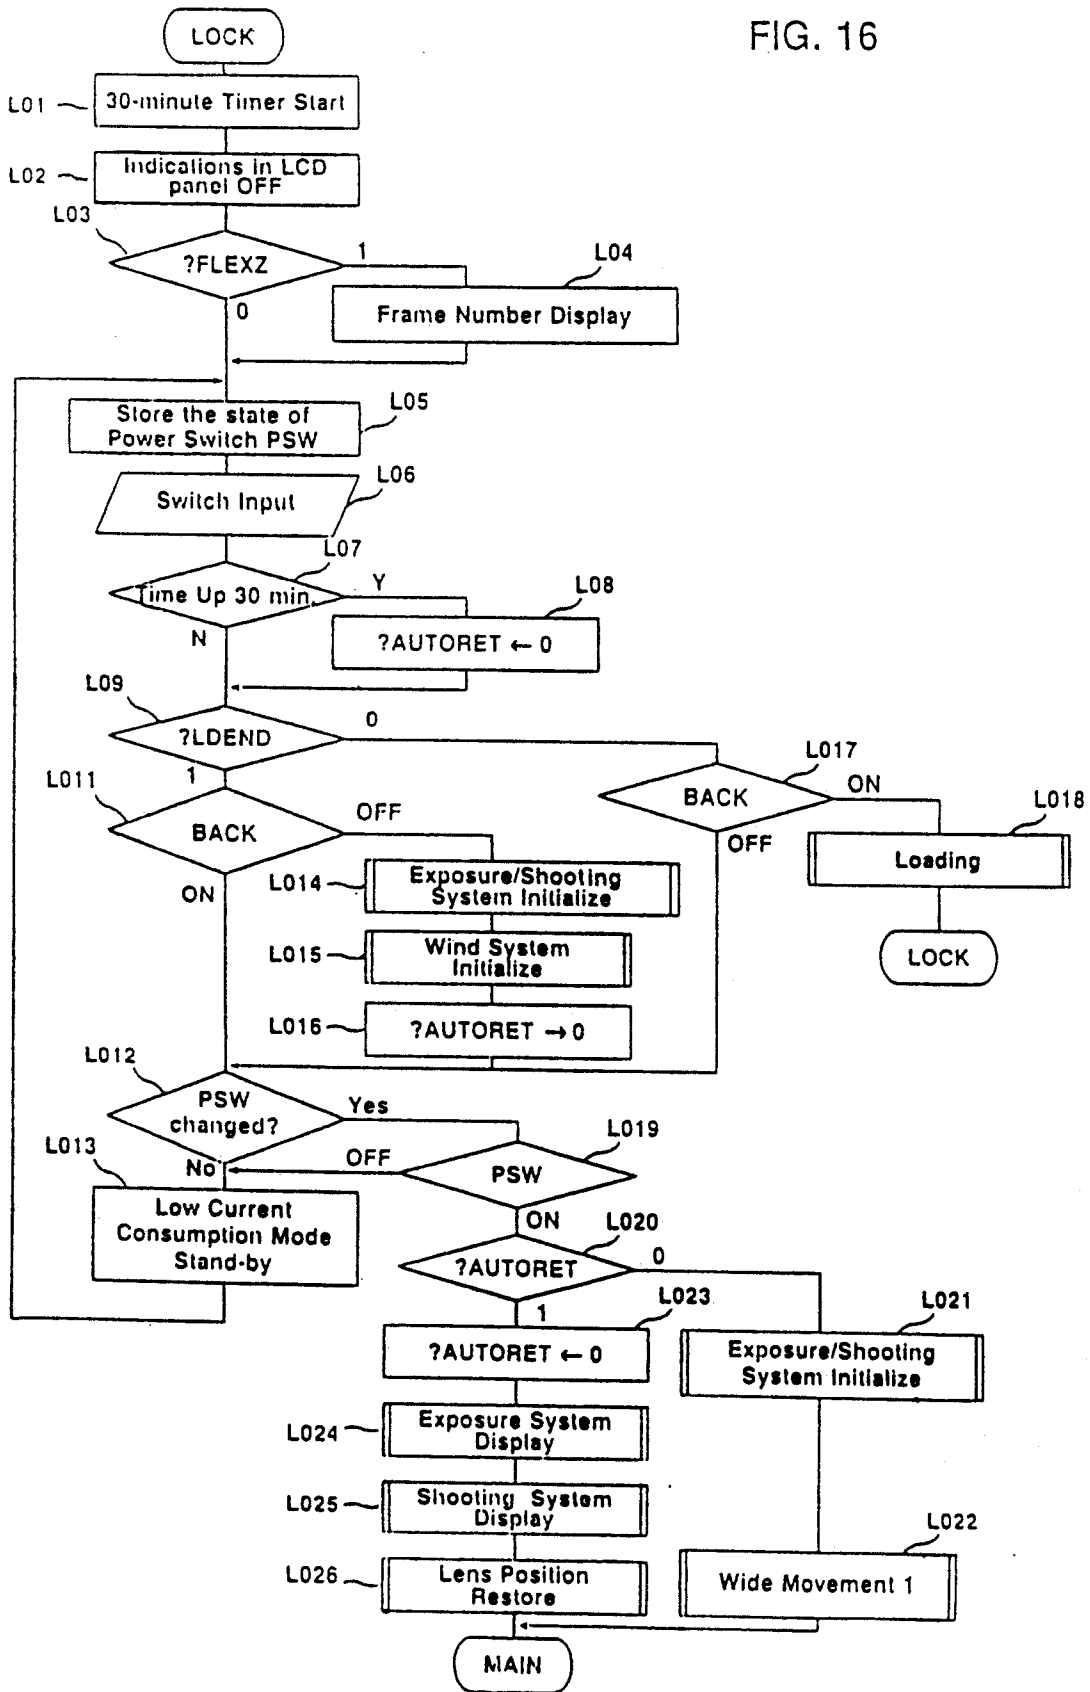 FIG. 16
LOCK
L01
30-minute Timer Start
L02
Indications in LCD
panel OFF
L03
?FLEXZ
1
0
L04
Frame Number Display
Store the state of
Power Switch PSW
L05
Switch Input
L06
L07
Time Up 30 min.
Y
N
L08
?AUTORET ← 0
L09
?LDEND
0
1
L011
BACK
OFF
ON
L017
BACK
ON
OFF
L018
Loading
LOCK
L014
Exposure/Shooting
System Initialize
L015
Wind System
Initialize
L016
?AUTORET → 0
L012
PSW
changed?
Yes
No
L013
Low Current
Consumption Mode
Stand-by
L019
PSW
OFF
ON
L020
?AUTORET
0
1
L023
?AUTORET ← 0
L021
Exposure/Shooting
System Initialize
L024
Exposure System
Display
L025
Shooting System
Display
L022
Wide Movement 1
L026
Lens Position
Restore
MAIN